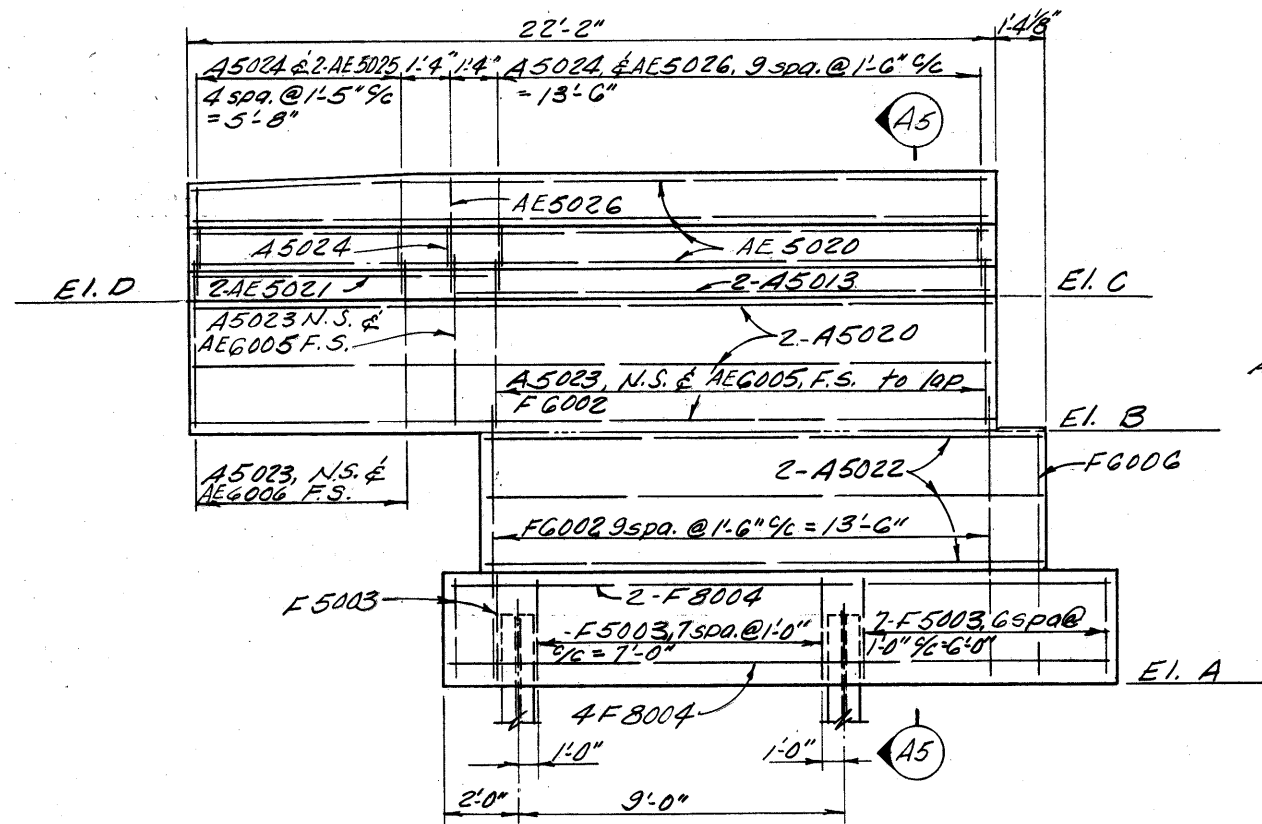 22'-2"
1'-4 1/8"
A5024 & 2-AE5025
4 spa. @ 1'-5" c/c
= 5'-8"
1'-4"
1'-4"
A5024, & AE5026, 9 spa. @ 1'-6" c/c
= 13'-6"
A5
AE5026
A5024
AE 5020
El. D
2-AE5021
2-A5013
El. C
A5023 N.S. &
AE6005 F.S.
2-A5020
A5023, N.S. & AE6005, F.S. to lap
F6002
El. B
A5023, N.S. &
AE6006 F.S.
2-A5022
F6006
F6002 9 spa. @ 1'-6" c/c = 13'-6"
F5003
2-F8004
-F5003, 7 spa. @ 1'-0"
c/c = 7'-0"
7-F5003, 6 spa @
1'-0" c/c = 6'-0"
El. A
4 F8004
1'-0"
1'-0"
A5
2'-0"
9'-0"